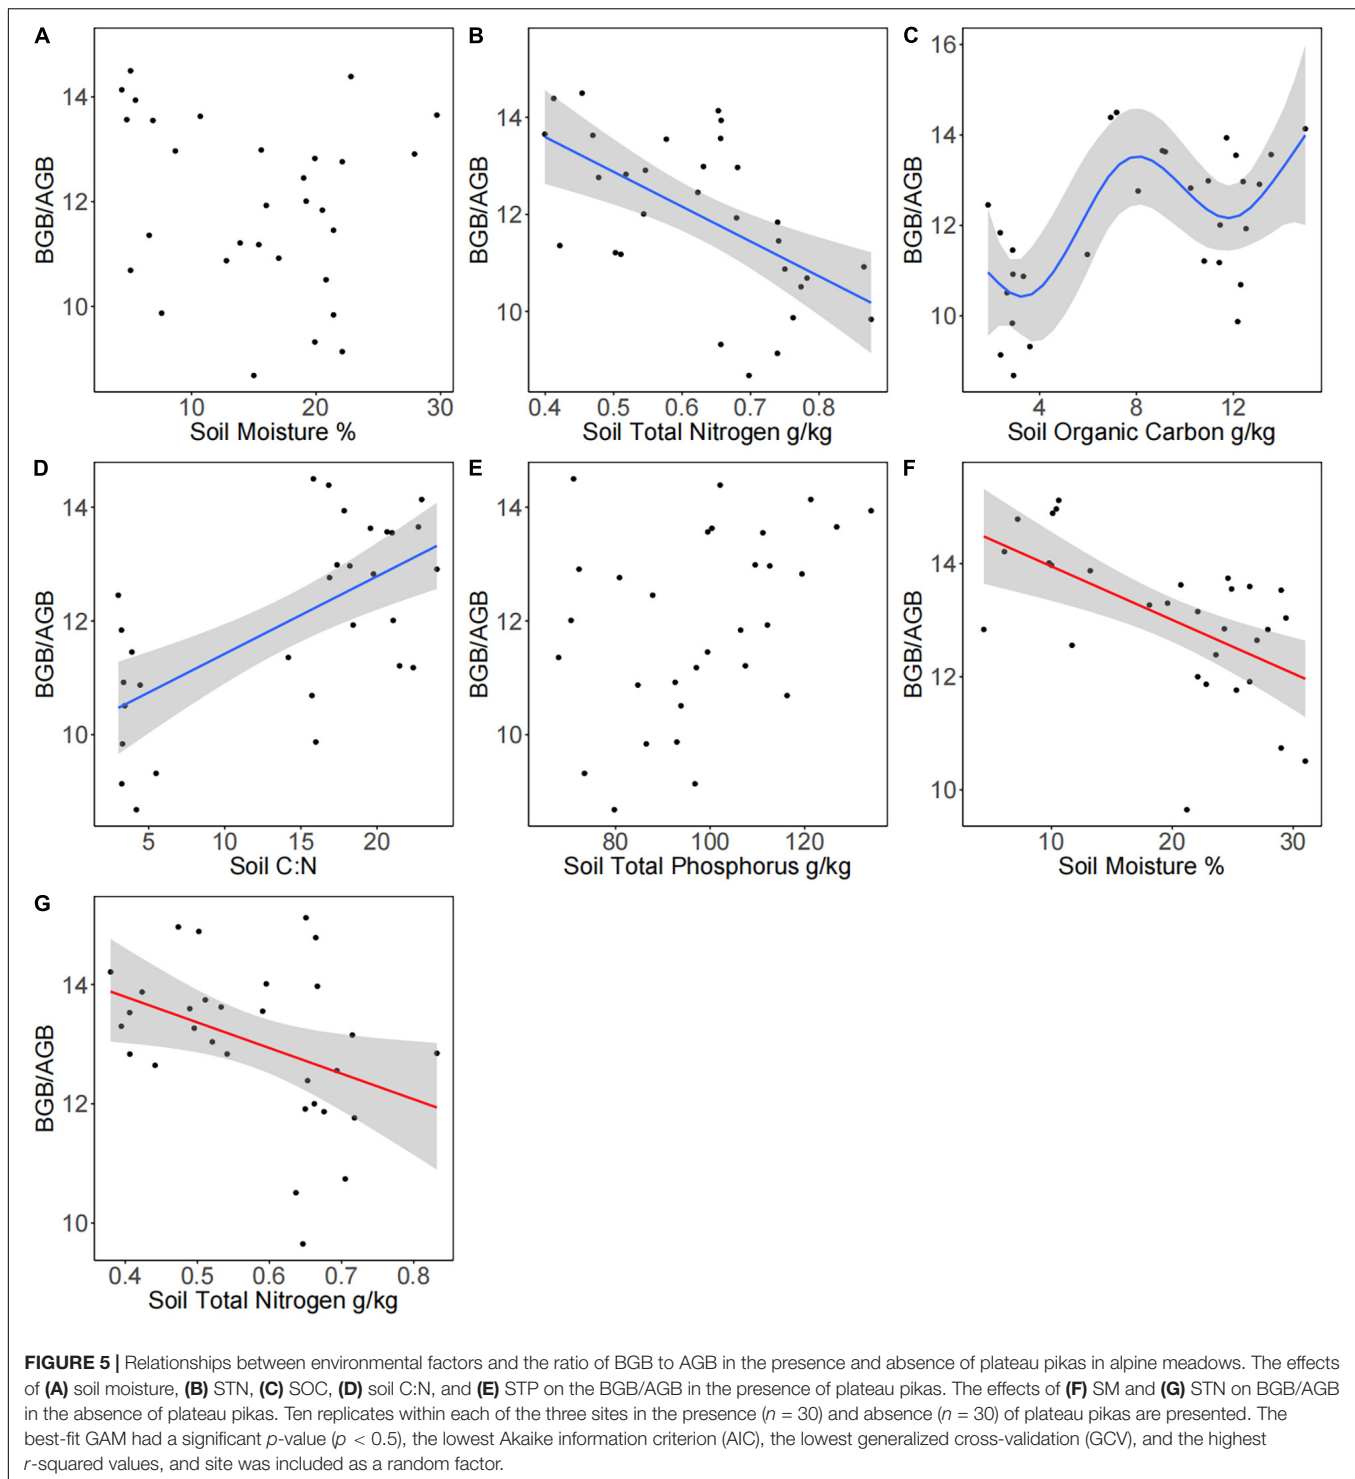 A
B
C
BGB/AGB
14
12
10
10
20
30
Soil Moisture %
BGB/AGB
14
12
10
0.4
0.5
0.6
0.7
0.8
Soil Total Nitrogen g/kg
BGB/AGB
16
14
12
10
4
8
12
Soil Organic Carbon g/kg
D
E
F
BGB/AGB
14
12
10
5
10
15
20
Soil C:N
BGB/AGB
14
12
10
80
100
120
Soil Total Phosphorus g/kg
BGB/AGB
14
12
10
10
20
30
Soil Moisture %
G
BGB/AGB
14
12
10
0.4
0.5
0.6
0.7
0.8
Soil Total Nitrogen g/kg
FIGURE 5 | Relationships between environmental factors and the ratio of BGB to AGB in the presence and absence of plateau pikas in alpine meadows. The effects
of (A) soil moisture, (B) STN, (C) SOC, (D) soil C:N, and (E) STP on the BGB/AGB in the presence of plateau pikas. The effects of (F) SM and (G) STN on BGB/AGB
in the absence of plateau pikas. Ten replicates within each of the three sites in the presence (n = 30) and absence (n = 30) of plateau pikas are presented. The
best-fit GAM had a significant p-value (p < 0.5), the lowest Akaike information criterion (AIC), the lowest generalized cross-validation (GCV), and the highest
r-squared values, and site was included as a random factor.